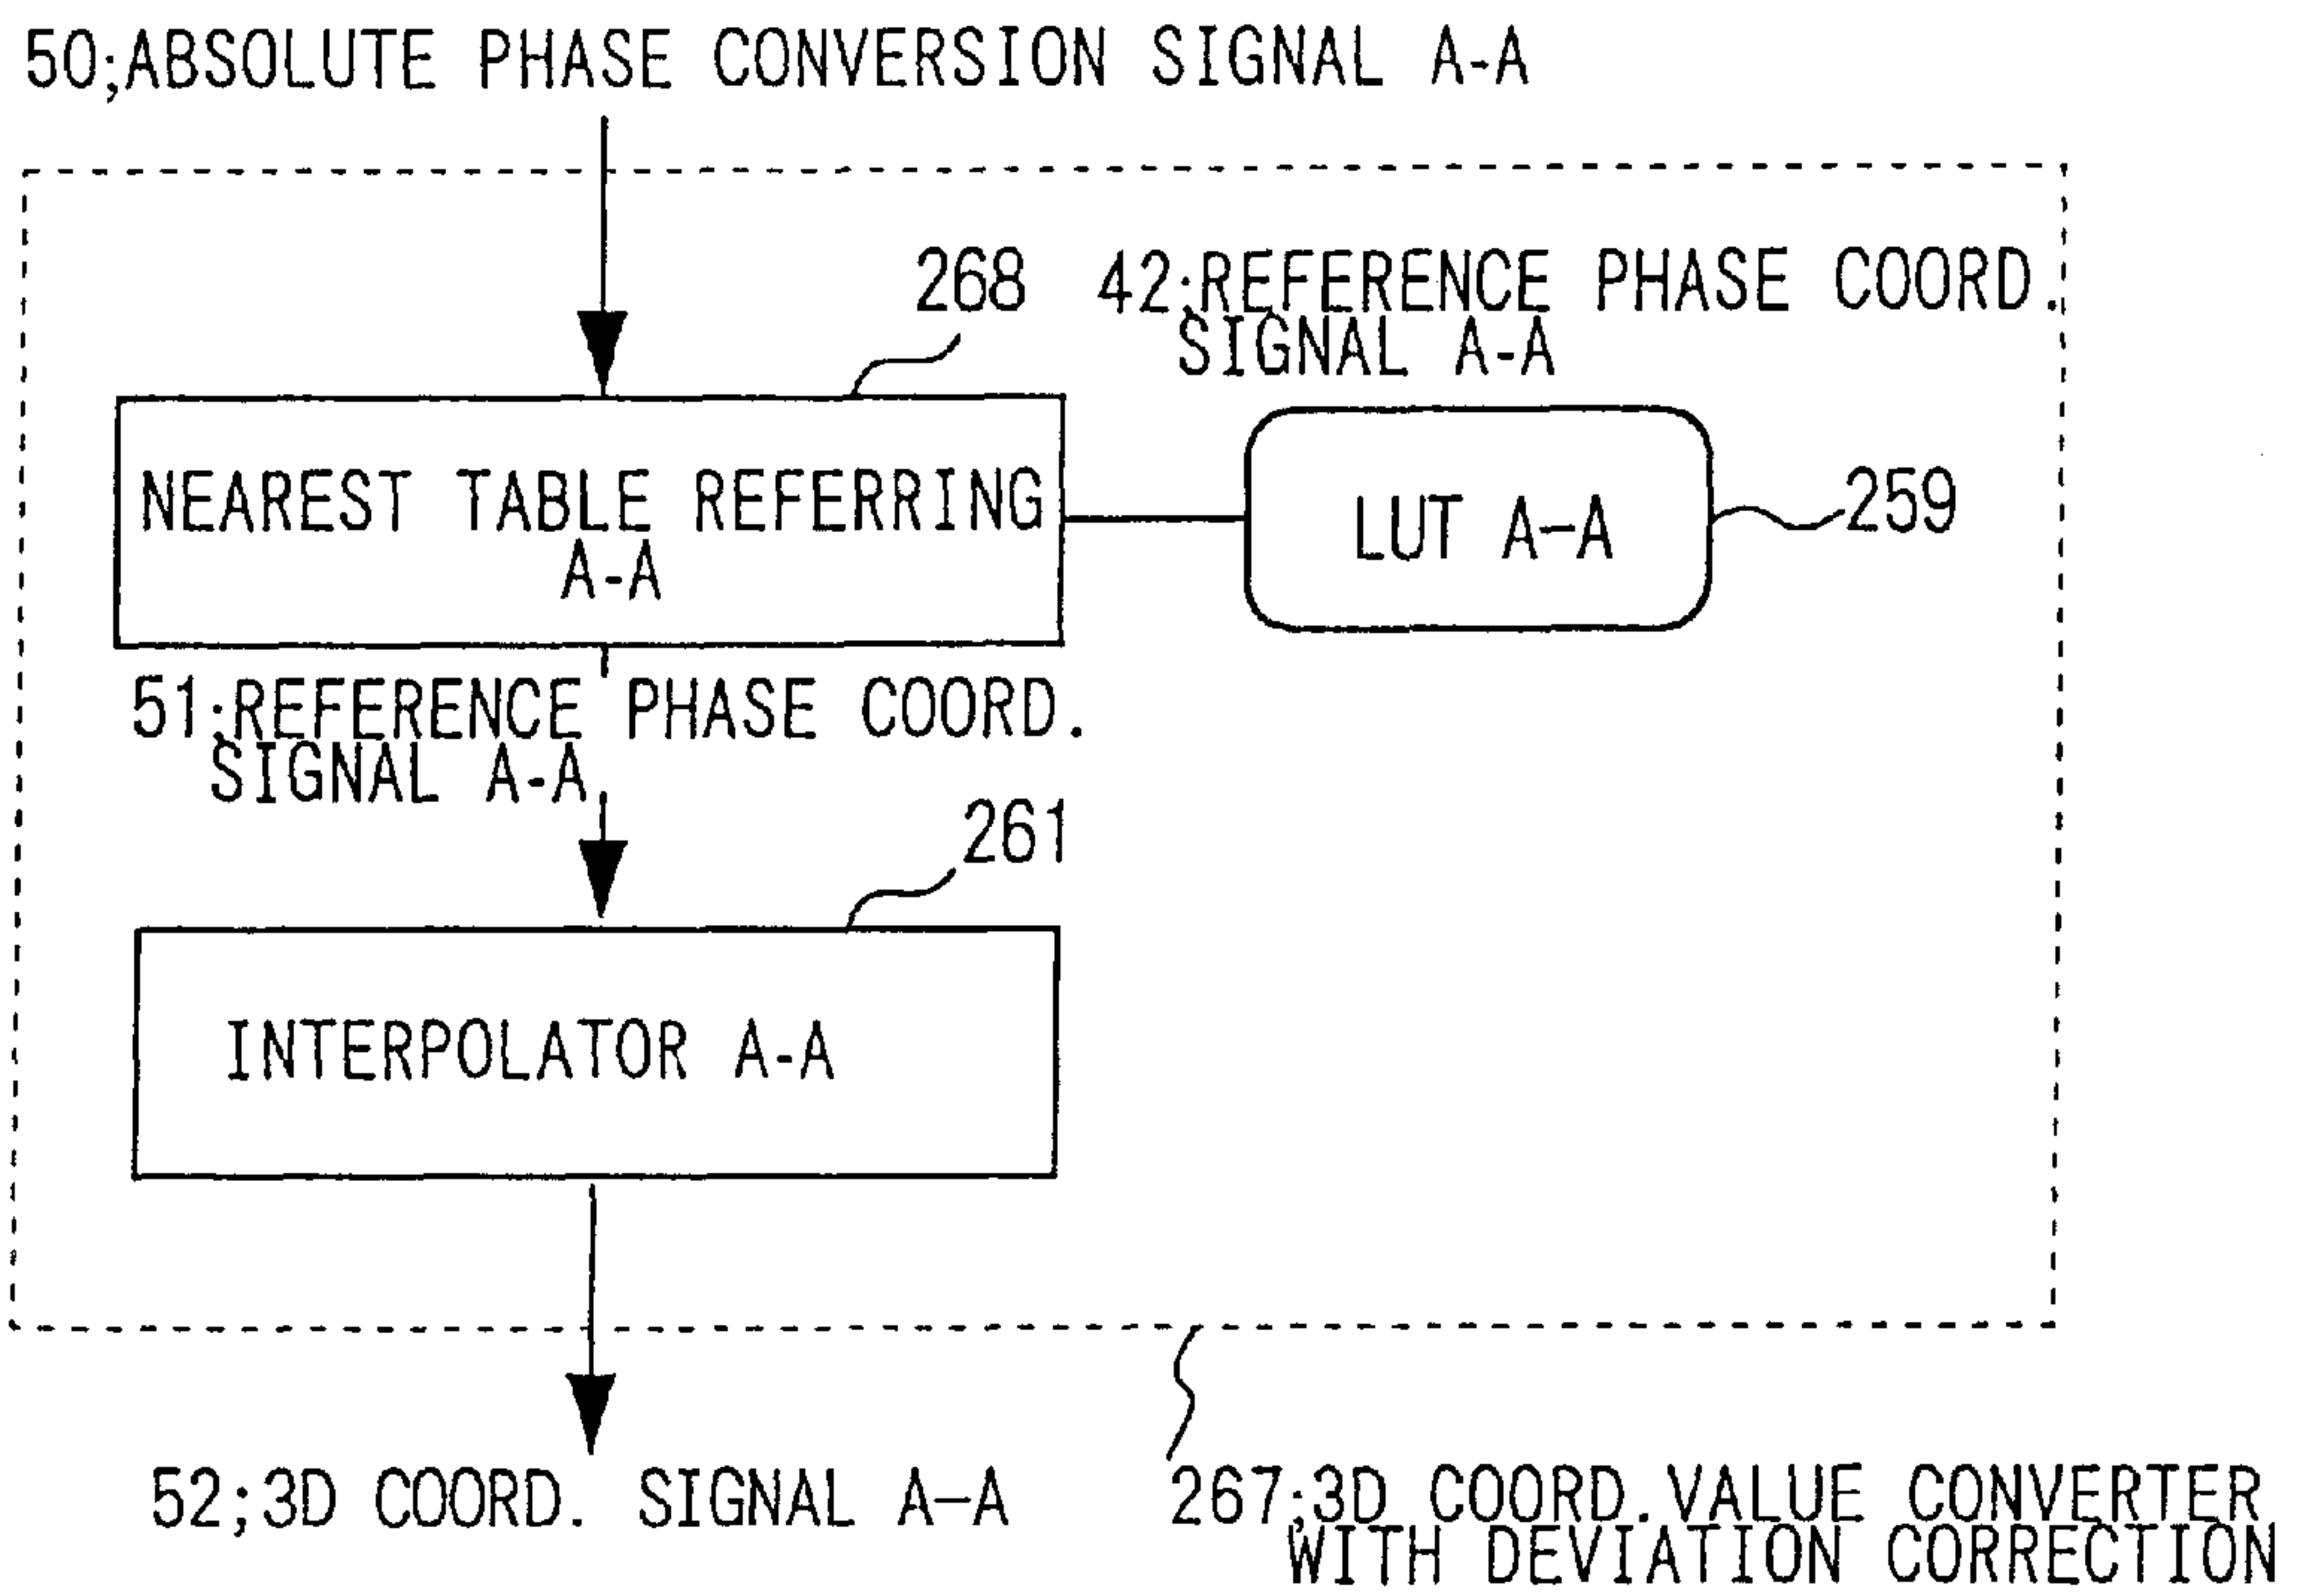 50;ABSOLUTE PHASE CONVERSION SIGNAL A-A
268
42:REFERENCE PHASE COORD.
SIGNAL A-A
NEAREST TABLE REFERRING
A-A
LUT A-A
259
51:REFERENCE PHASE COORD.
SIGNAL A-A
261
INTERPOLATOR A-A
52;3D COORD. SIGNAL A-A
267;3D COORD.VALUE CONVERTER
WITH DEVIATION CORRECTION